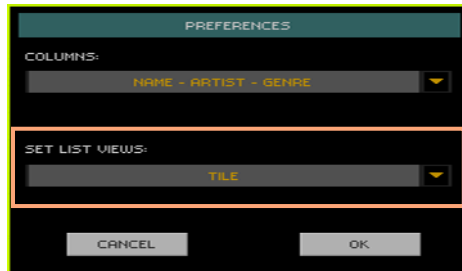 PREFERENCES
COLUMNS:
NAME - ARTIST - GENRE
SET LIST VIEWS:
TILE
CANCEL OK